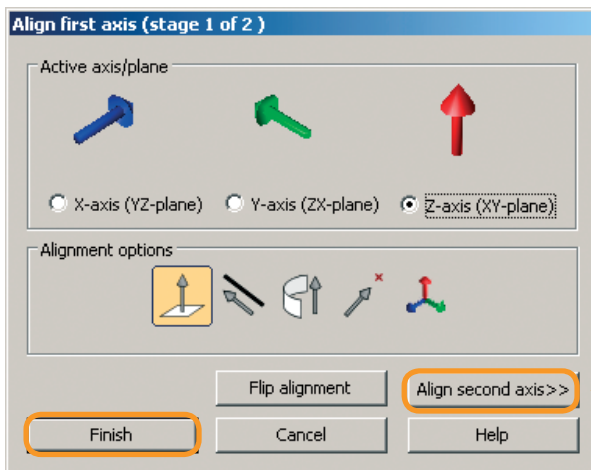 Align first axis (stage 1 of 2 )
Active axis/plane
X-axis (YZ-plane) Y-axis (ZX-plane) Z-axis (XY-plane)
Alignment options
Flip alignment Align second axis>>
Finish Cancel Help